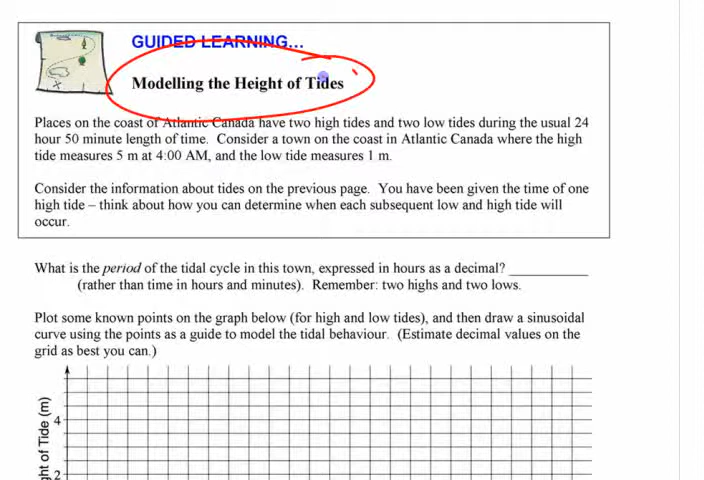 GUIDED LEARNING...
Modelling the Height of Tides
Places on the coast of Atlantic Canada have two high tides and two low tides during the usual 24
hour 50 minute length of time. Consider a town on the coast in Atlantic Canada where the high
tide measures 5 m at 4:00 AM, and the low tide measures 1 m.
Consider the information about tides on the previous page. You have been given the time of one
high tide – think about how you can determine when each subsequent low and high tide will
occur.
What is the period of the tidal cycle in this town, expressed in hours as a decimal? __________
(rather than time in hours and minutes). Remember: two highs and two lows.
Plot some known points on the graph below (for high and low tides), and then draw a sinusoidal
curve using the points as a guide to model the tidal behaviour. (Estimate decimal values on the
grid as best you can.)
4
2
ght of Tide (m)